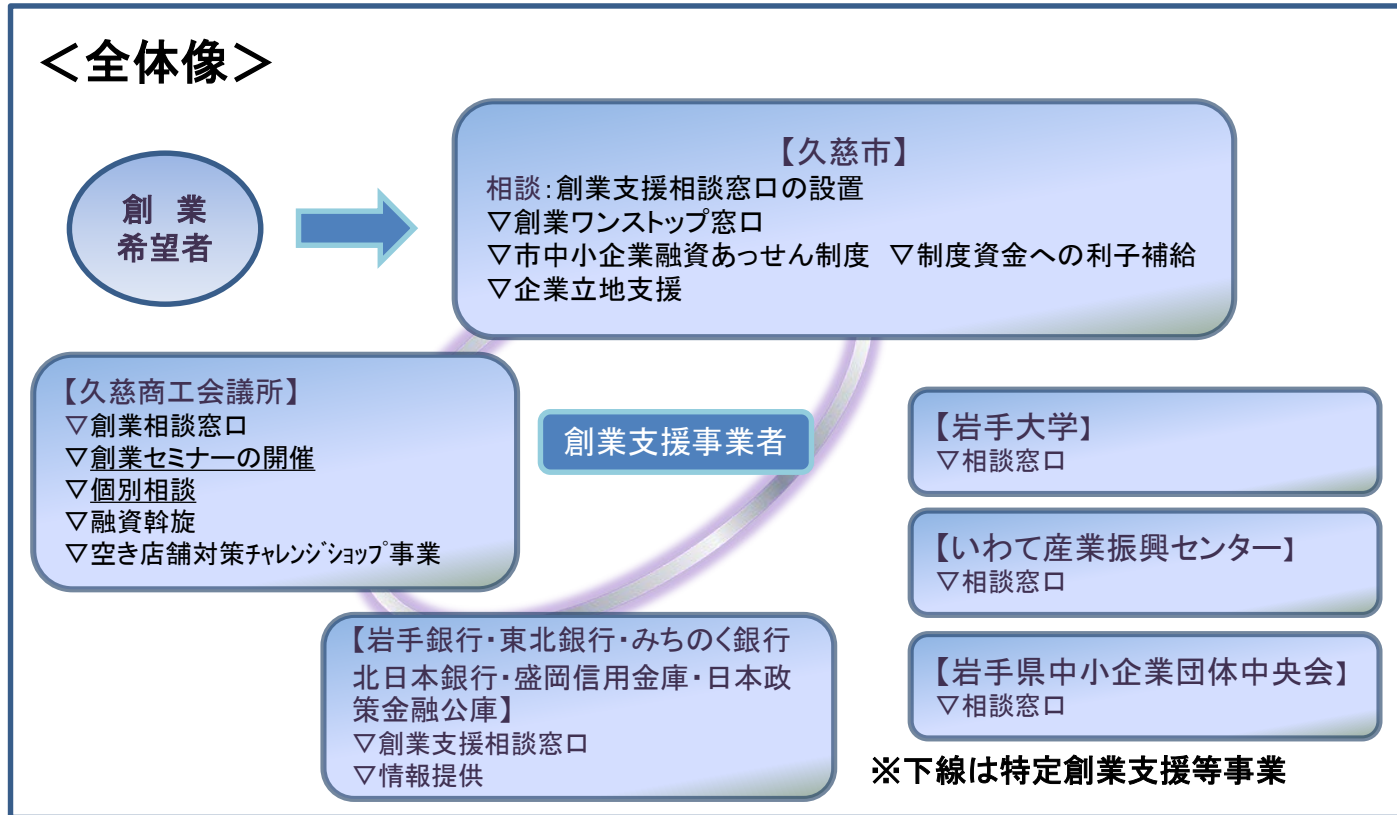 ＜全体像＞
創　業
希望者
【久慈市】
相談：創業支援相談窓口の設置
▽創業ワンストップ窓口
▽市中小企業融資あっせん制度　▽制度資金への利子補給
▽企業立地支援
【久慈商工会議所】
▽創業相談窓口
▽創業セミナーの開催
▽個別相談
▽融資斡旋
▽空き店舗対策ﾁｬﾚﾝｼﾞｼｮｯﾌﾟ事業
創業支援事業者
【岩手銀行・東北銀行・みちのく銀行
北日本銀行・盛岡信用金庫・日本政
策金融公庫】
▽創業支援相談窓口
▽情報提供
【岩手大学】
▽相談窓口
【いわて産業振興センター】
▽相談窓口
【岩手県中小企業団体中央会】
▽相談窓口
※下線は特定創業支援等事業